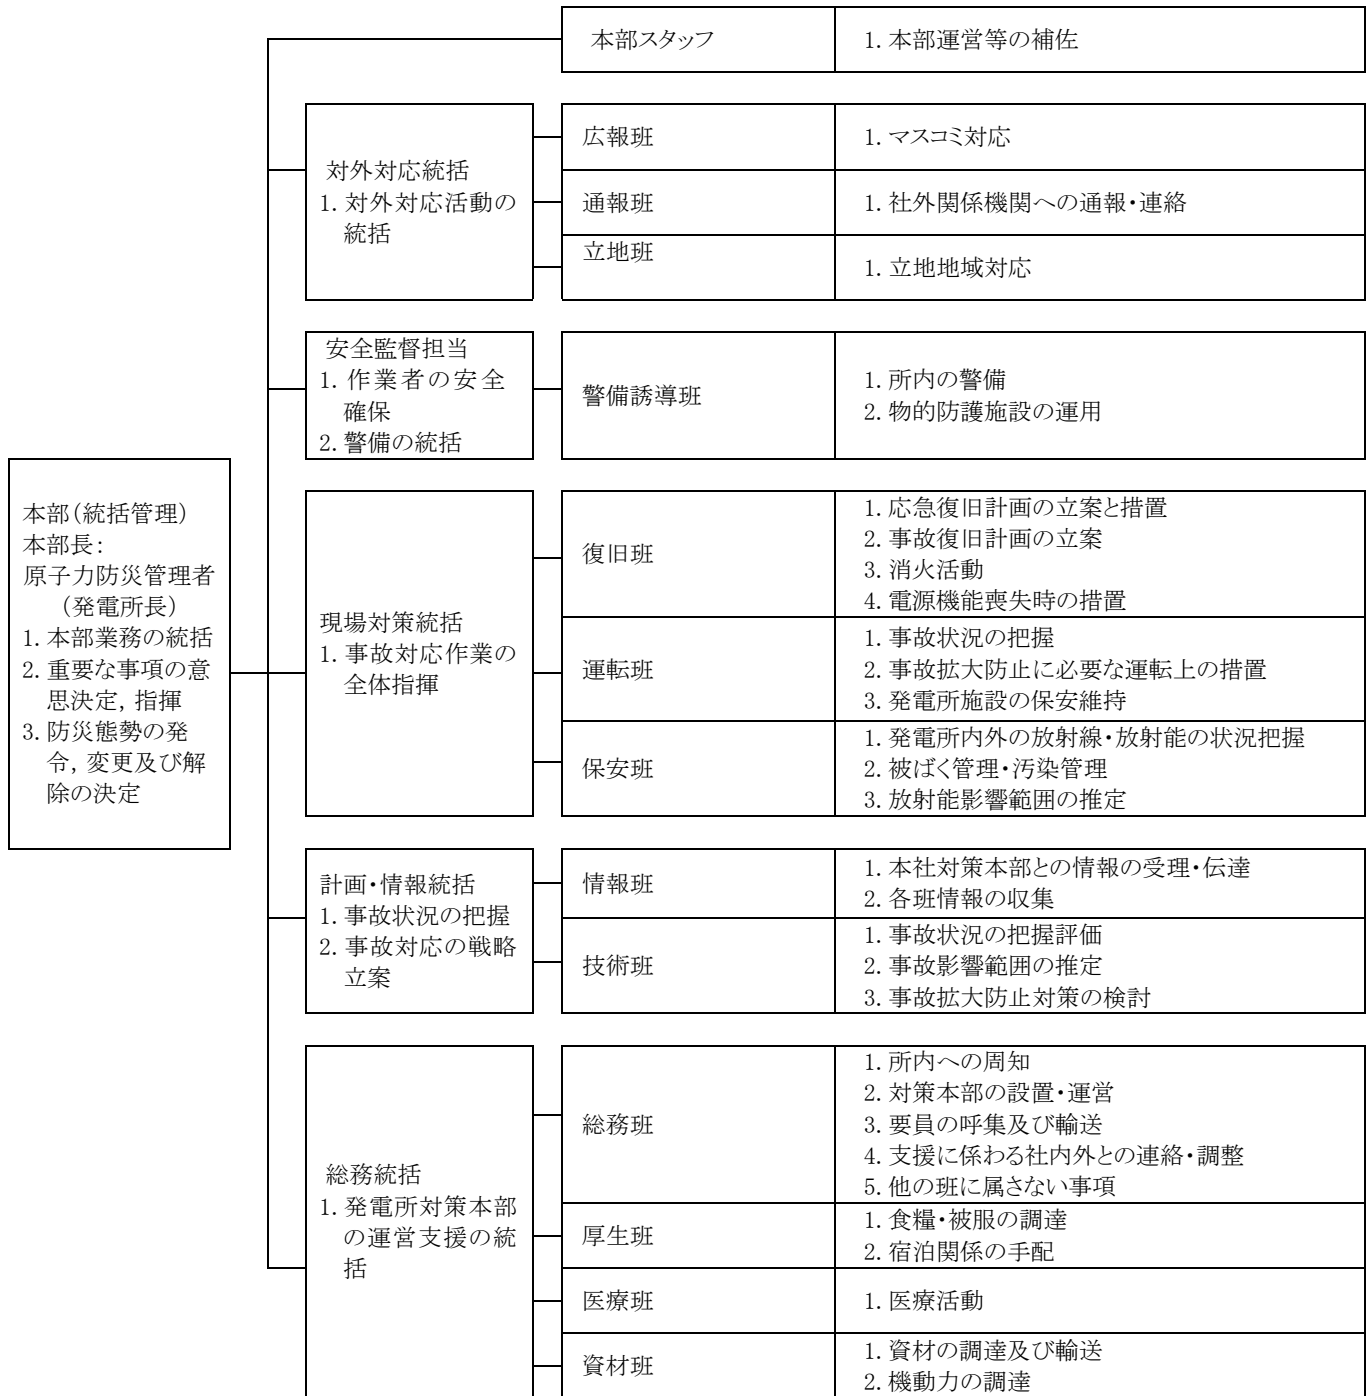 本部スタッフ
1. 本部運営等の補佐
対外対応統括
1. 対外対応活動の
統括
広報班
1. マスコミ対応
通報班
1. 社外関係機関への通報・連絡
立地班
1. 立地地域対応
安全監督担当
1. 作業者の安全
確保
2. 警備の統括
警備誘導班
1. 所内の警備
2. 物的防護施設の運用
本部（統括管理）
本部長：
原子力防災管理者
（発電所長）
1. 本部業務の統括
2. 重要な事項の意
思決定，指揮
3. 防災態勢の発
令，変更及び解
除の決定
現場対策統括
1. 事故対応作業の
全体指揮
復旧班
1. 応急復旧計画の立案と措置
2. 事故復旧計画の立案
3. 消火活動
4. 電源機能喪失時の措置
運転班
1. 事故状況の把握
2. 事故拡大防止に必要な運転上の措置
3. 発電所施設の保安維持
保安班
1. 発電所内外の放射線・放射能の状況把握
2. 被ばく管理・汚染管理
3. 放射能影響範囲の推定
計画・情報統括
1. 事故状況の把握
2. 事故対応の戦略
立案
情報班
1. 本社対策本部との情報の受理・伝達
2. 各班情報の収集
技術班
1. 事故状況の把握評価
2. 事故影響範囲の推定
3. 事故拡大防止対策の検討
総務統括
1. 発電所対策本部
の運営支援の統
括
総務班
1. 所内への周知
2. 対策本部の設置・運営
3. 要員の呼集及び輸送
4. 支援に係わる社内外との連絡・調整
5. 他の班に属さない事項
厚生班
1. 食糧・被服の調達
2. 宿泊関係の手配
医療班
1. 医療活動
資材班
1. 資材の調達及び輸送
2. 機動力の調達